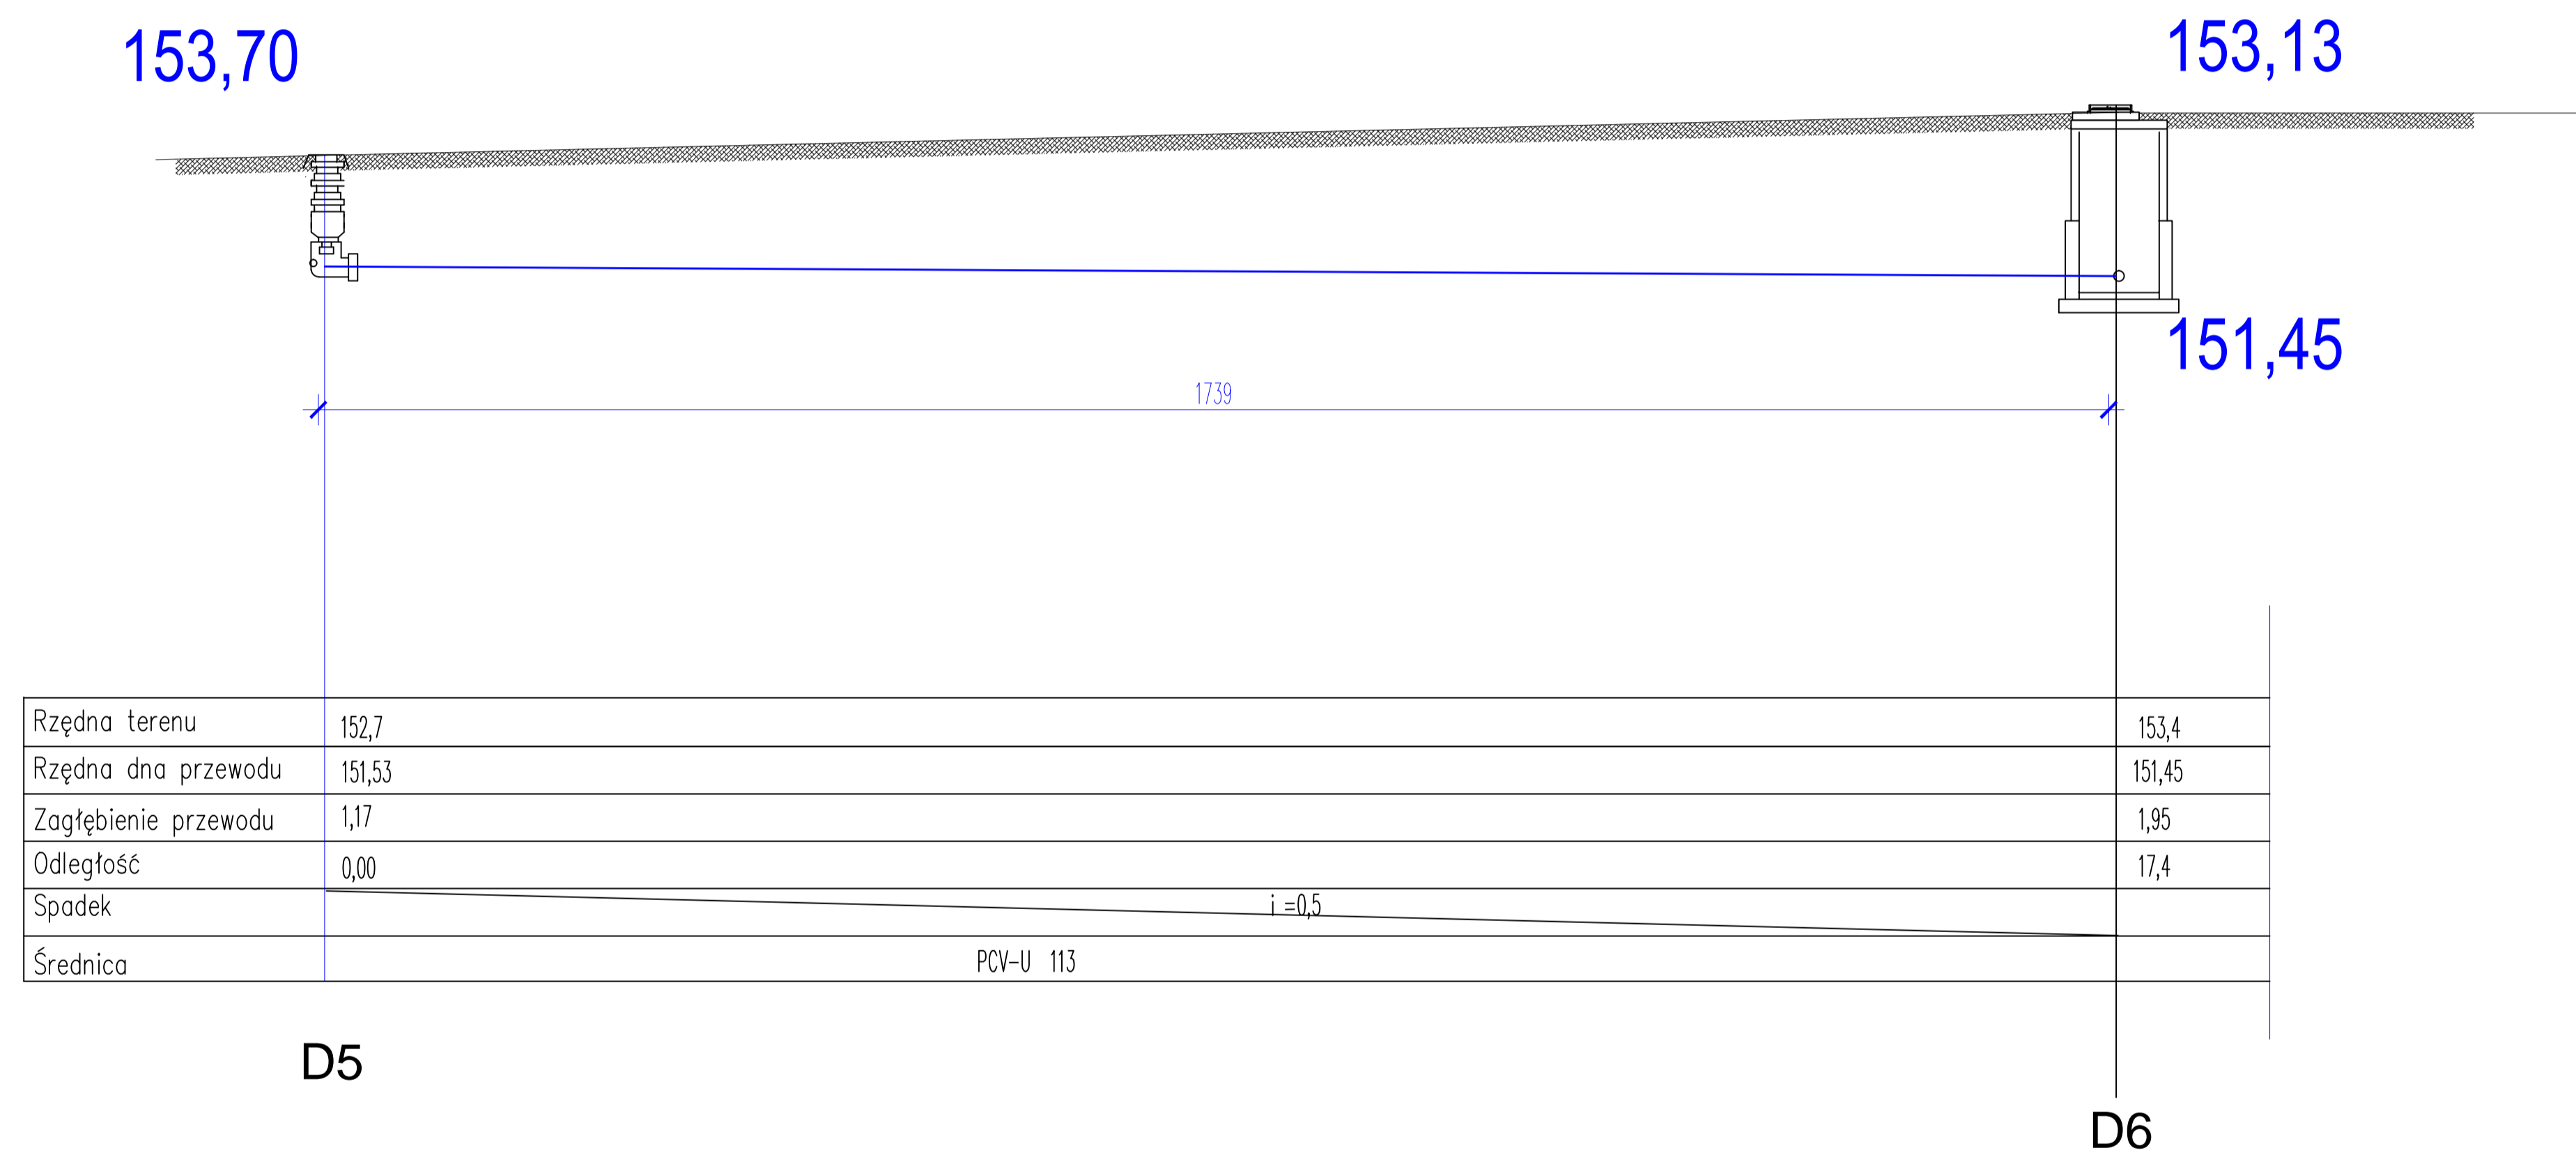 153,70
153,13
151,45
1739
Rzędna terenu 152,7 153,4
Rzędna dna przewodu 151,53 151,45
Zagłębienie przewodu 1,17 1,95
Odległość 0,00 17,4
Spadek i =0,5
Średnica PCV-U 113
D5
D6